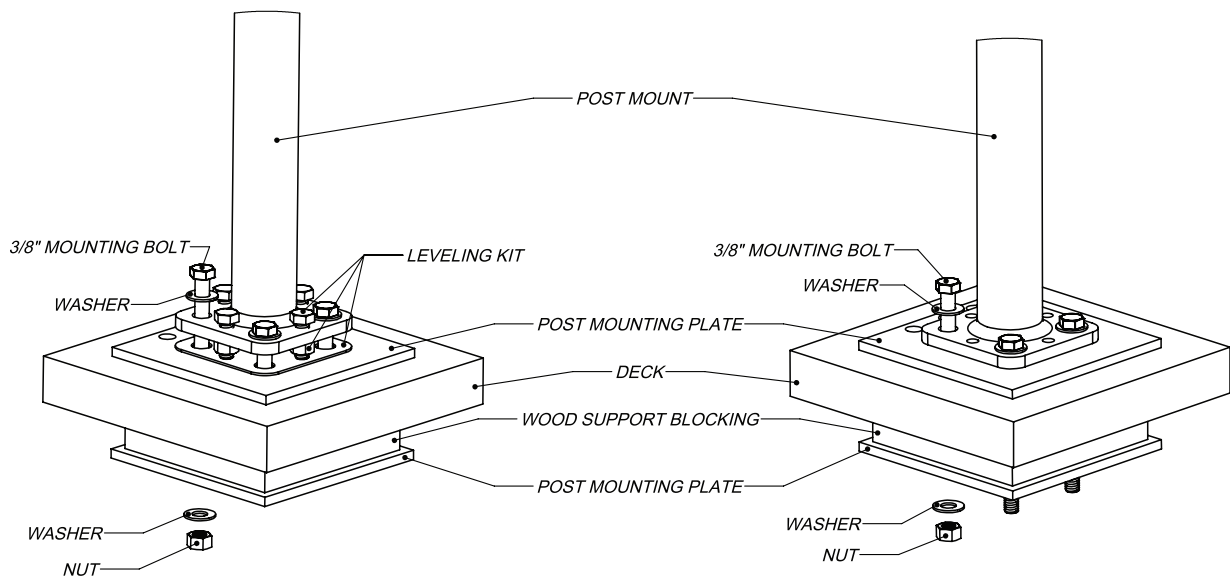 POST MOUNT
3/8" MOUNTING BOLT
LEVELING KIT
3/8" MOUNTING BOLT
WASHER
WASHER
POST MOUNTING PLATE
DECK
WOOD SUPPORT BLOCKING
POST MOUNTING PLATE
WASHER
WASHER
NUT
NUT